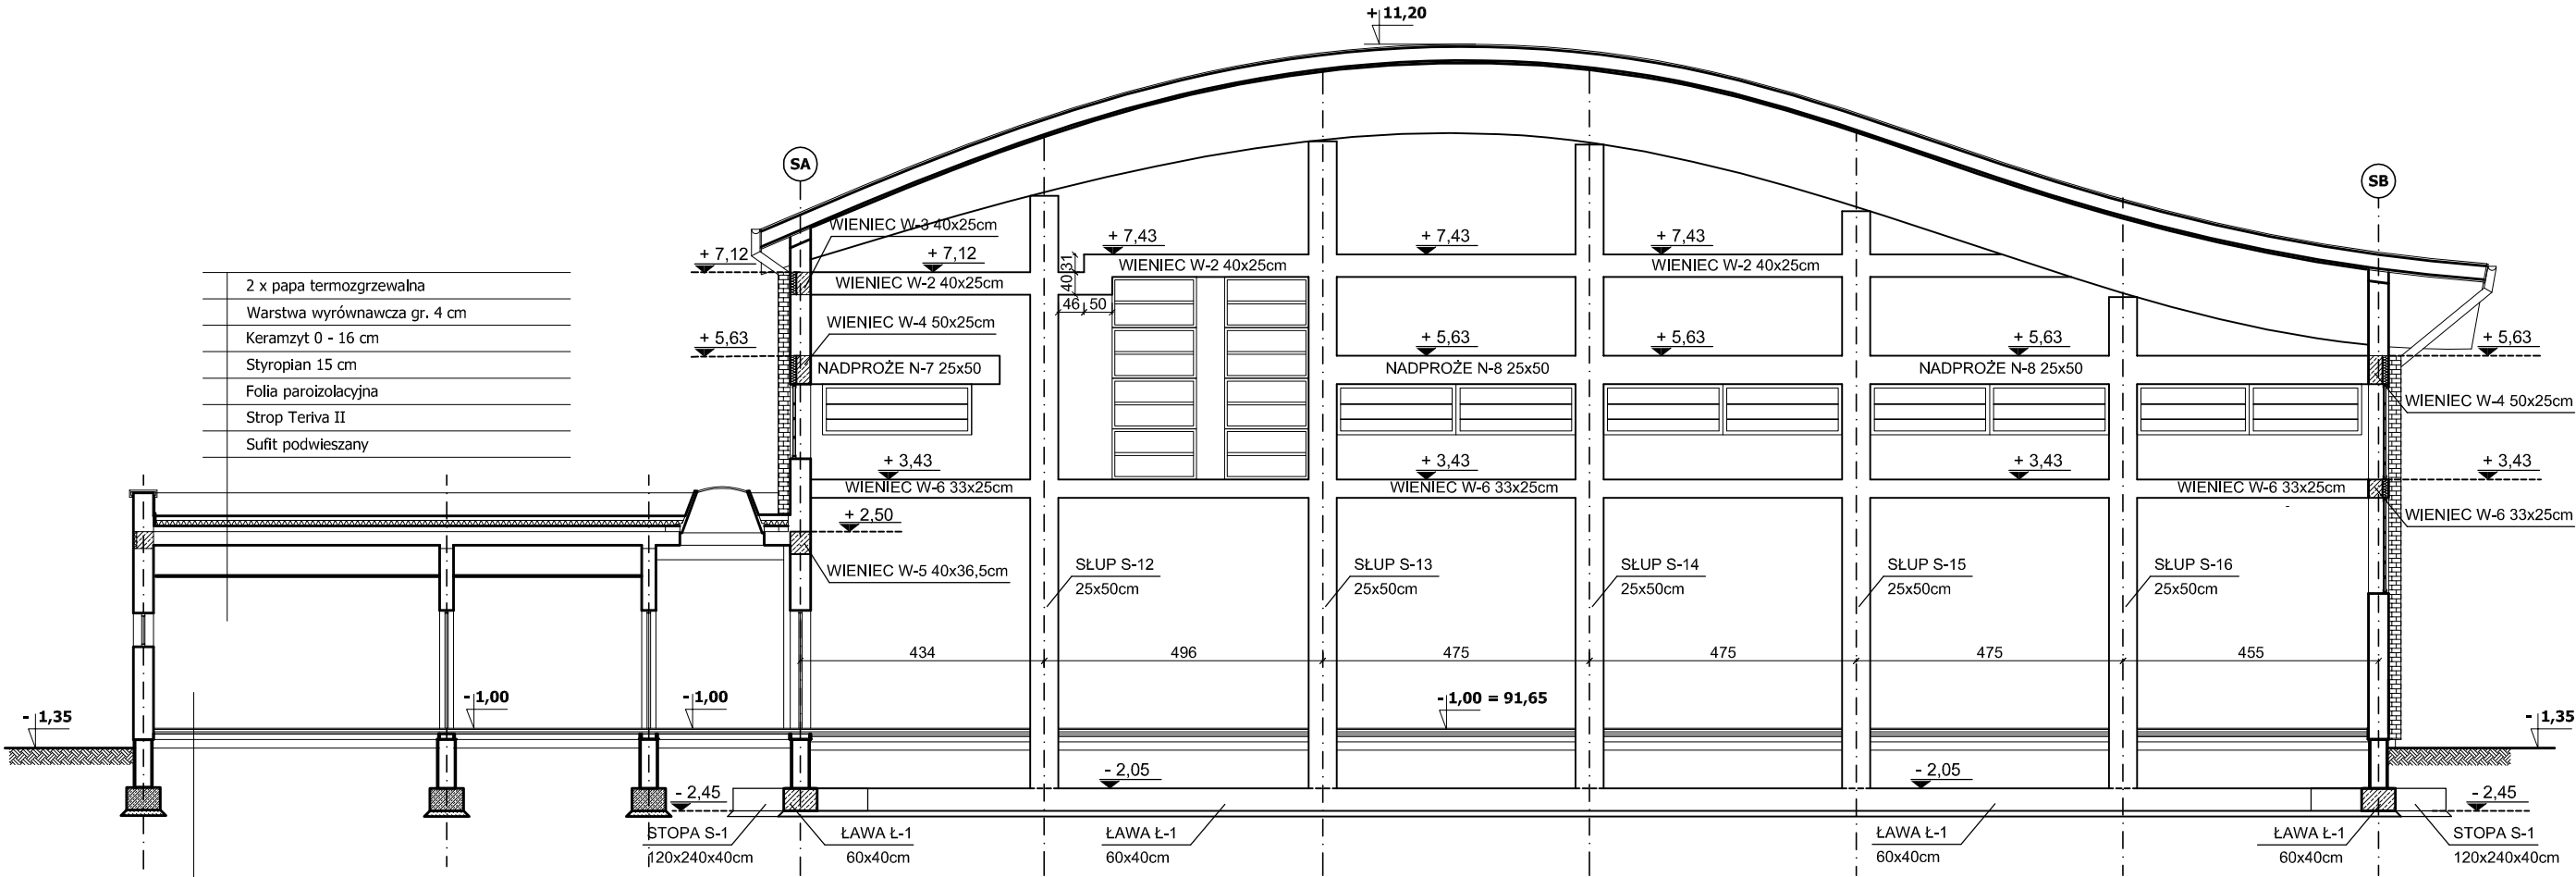 + 11,20
SA
SB
WIENIEC W-3 40x25cm
+ 7,12
+ 7,12
+ 7,43
+ 7,43
+ 7,43
31
40
46
50
WIENIEC W-2 40x25cm
WIENIEC W-2 40x25cm
WIENIEC W-2 40x25cm
2 x papa termozgrzewalna
Warstwa wyrównawcza gr. 4 cm
Keramzyt 0 - 16 cm
Styropian 15 cm
Folia paroizolacyjna
Strop Teriva II
Sufit podwieszany
WIENIEC W-4 50x25cm
+ 5,63
+ 5,63
+ 5,63
+ 5,63
+ 5,63
NADPROŻE N-7 25x50
NADPROŻE N-8 25x50
NADPROŻE N-8 25x50
WIENIEC W-4 50x25cm
+ 3,43
+ 3,43
+ 3,43
+ 3,43
WIENIEC W-6 33x25cm
WIENIEC W-6 33x25cm
WIENIEC W-6 33x25cm
WIENIEC W-6 33x25cm
+ 2,50
WIENIEC W-5 40x36,5cm
SŁUP S-12
25x50cm
SŁUP S-13
25x50cm
SŁUP S-14
25x50cm
SŁUP S-15
25x50cm
SŁUP S-16
25x50cm
434
496
475
475
475
455
- 1,35
- 1,00
- 1,00
- 1,00 = 91,65
- 1,35
- 2,05
- 2,05
- 2,45
- 2,45
STOPA S-1
120x240x40cm
ŁAWA Ł-1
60x40cm
ŁAWA Ł-1
60x40cm
ŁAWA Ł-1
60x40cm
ŁAWA Ł-1
60x40cm
STOPA S-1
120x240x40cm